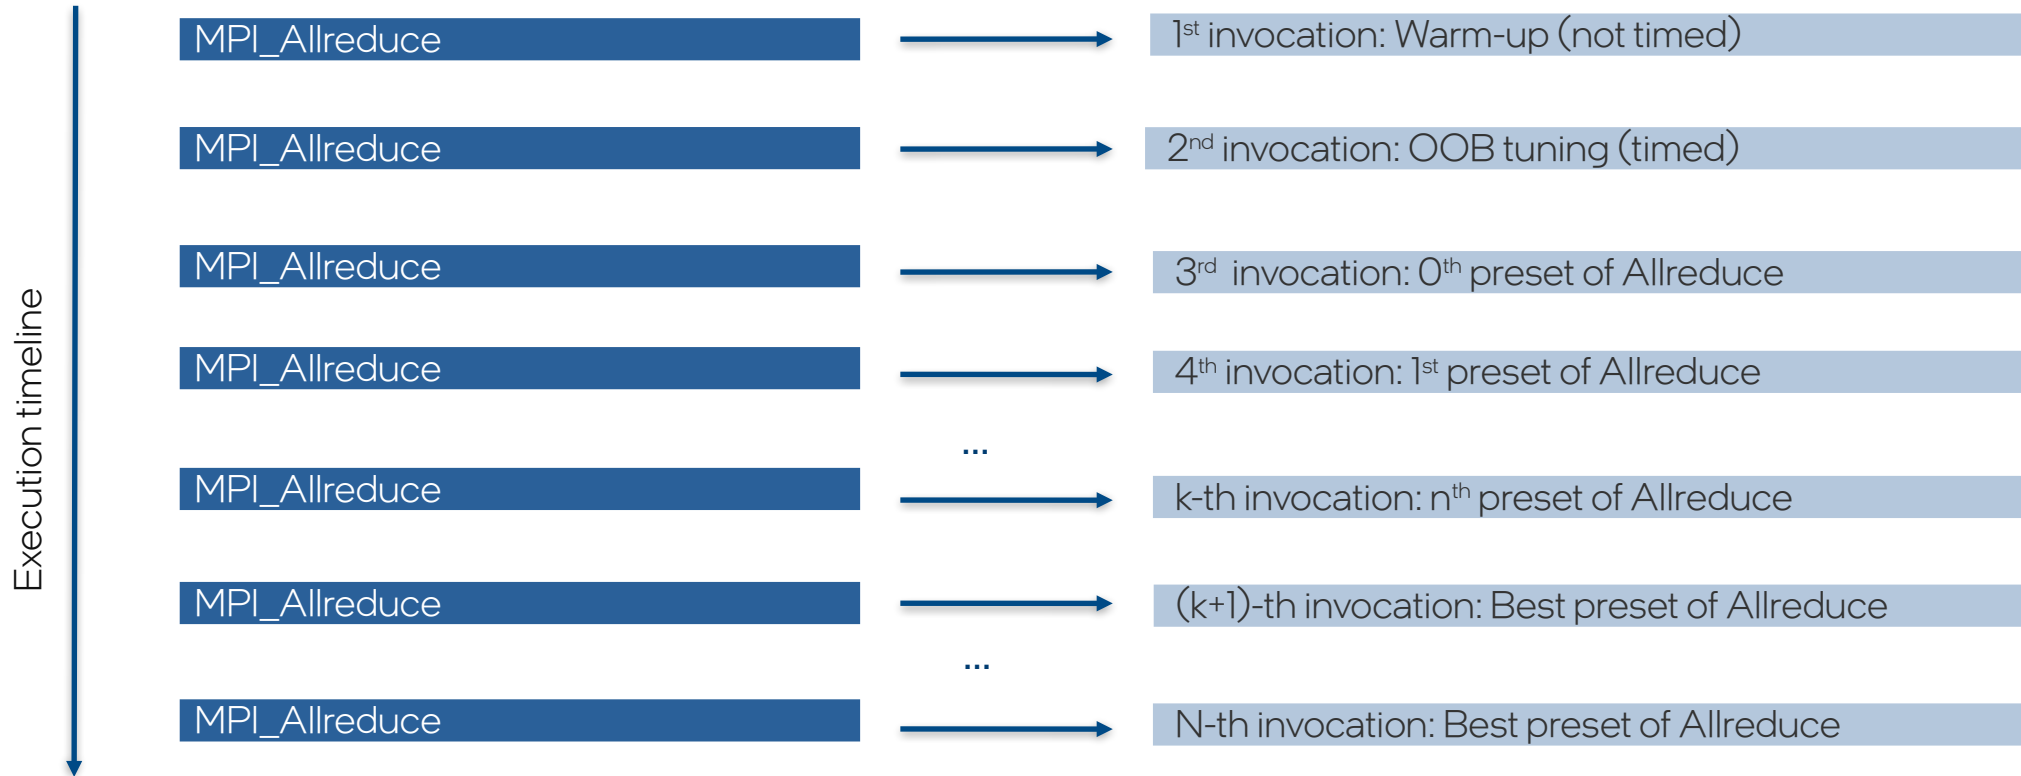 Execution timeline
MPI_Allreduce
1st invocation: Warm-up (not timed)
MPI_Allreduce
2nd invocation: OOB tuning (timed)
MPI_Allreduce
3rd invocation: 0th preset of Allreduce
MPI_Allreduce
4th invocation: 1st preset of Allreduce
...
MPI_Allreduce
k-th invocation: nth preset of Allreduce
MPI_Allreduce
(k+1)-th invocation: Best preset of Allreduce
...
MPI_Allreduce
N-th invocation: Best preset of Allreduce